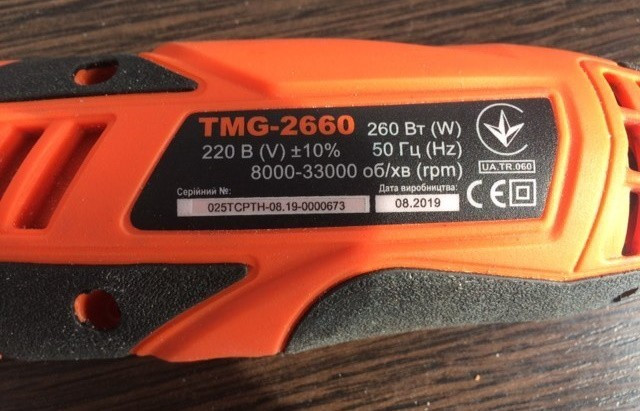 TMG-2660 260 Вт (W)
220 В (V) ±10% 50 Гц (Hz)
8000-33000 об/хв (rpm)
UA.TR.060
Серійний №: Дата виробництва:
025TCPTH-08.19-0000673 08.2019
CE